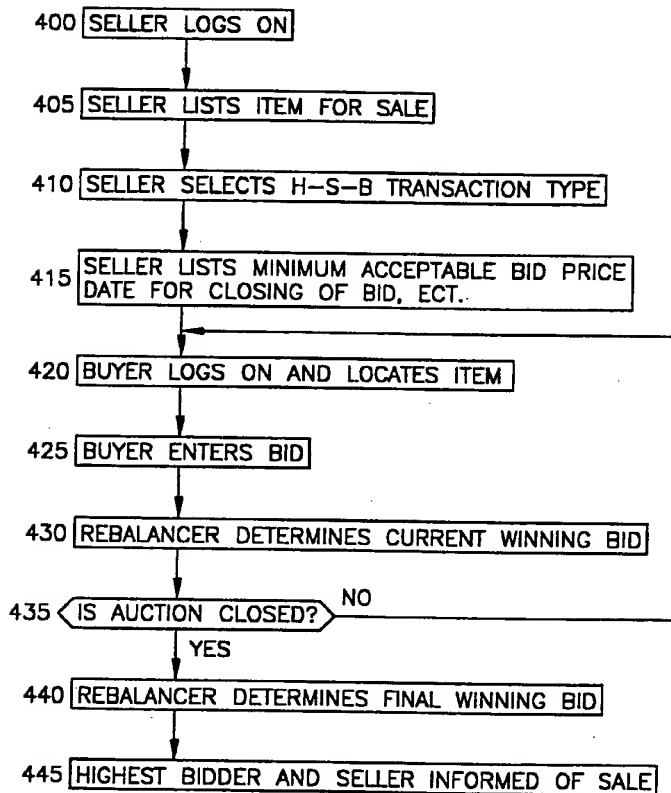 400 SELLER LOGS ON
405 SELLER LISTS ITEM FOR SALE
410 SELLER SELECTS H-S-B TRANSACTION TYPE
415 SELLER LISTS MINIMUM ACCEPTABLE BID PRICE
DATE FOR CLOSING OF BID, ECT.
420 BUYER LOGS ON AND LOCATES ITEM
425 BUYER ENTERS BID
430 REBALANCER DETERMINES CURRENT WINNING BID
435 IS AUCTION CLOSED? NO
YES
440 REBALANCER DETERMINES FINAL WINNING BID
445 HIGHEST BIDDER AND SELLER INFORMED OF SALE